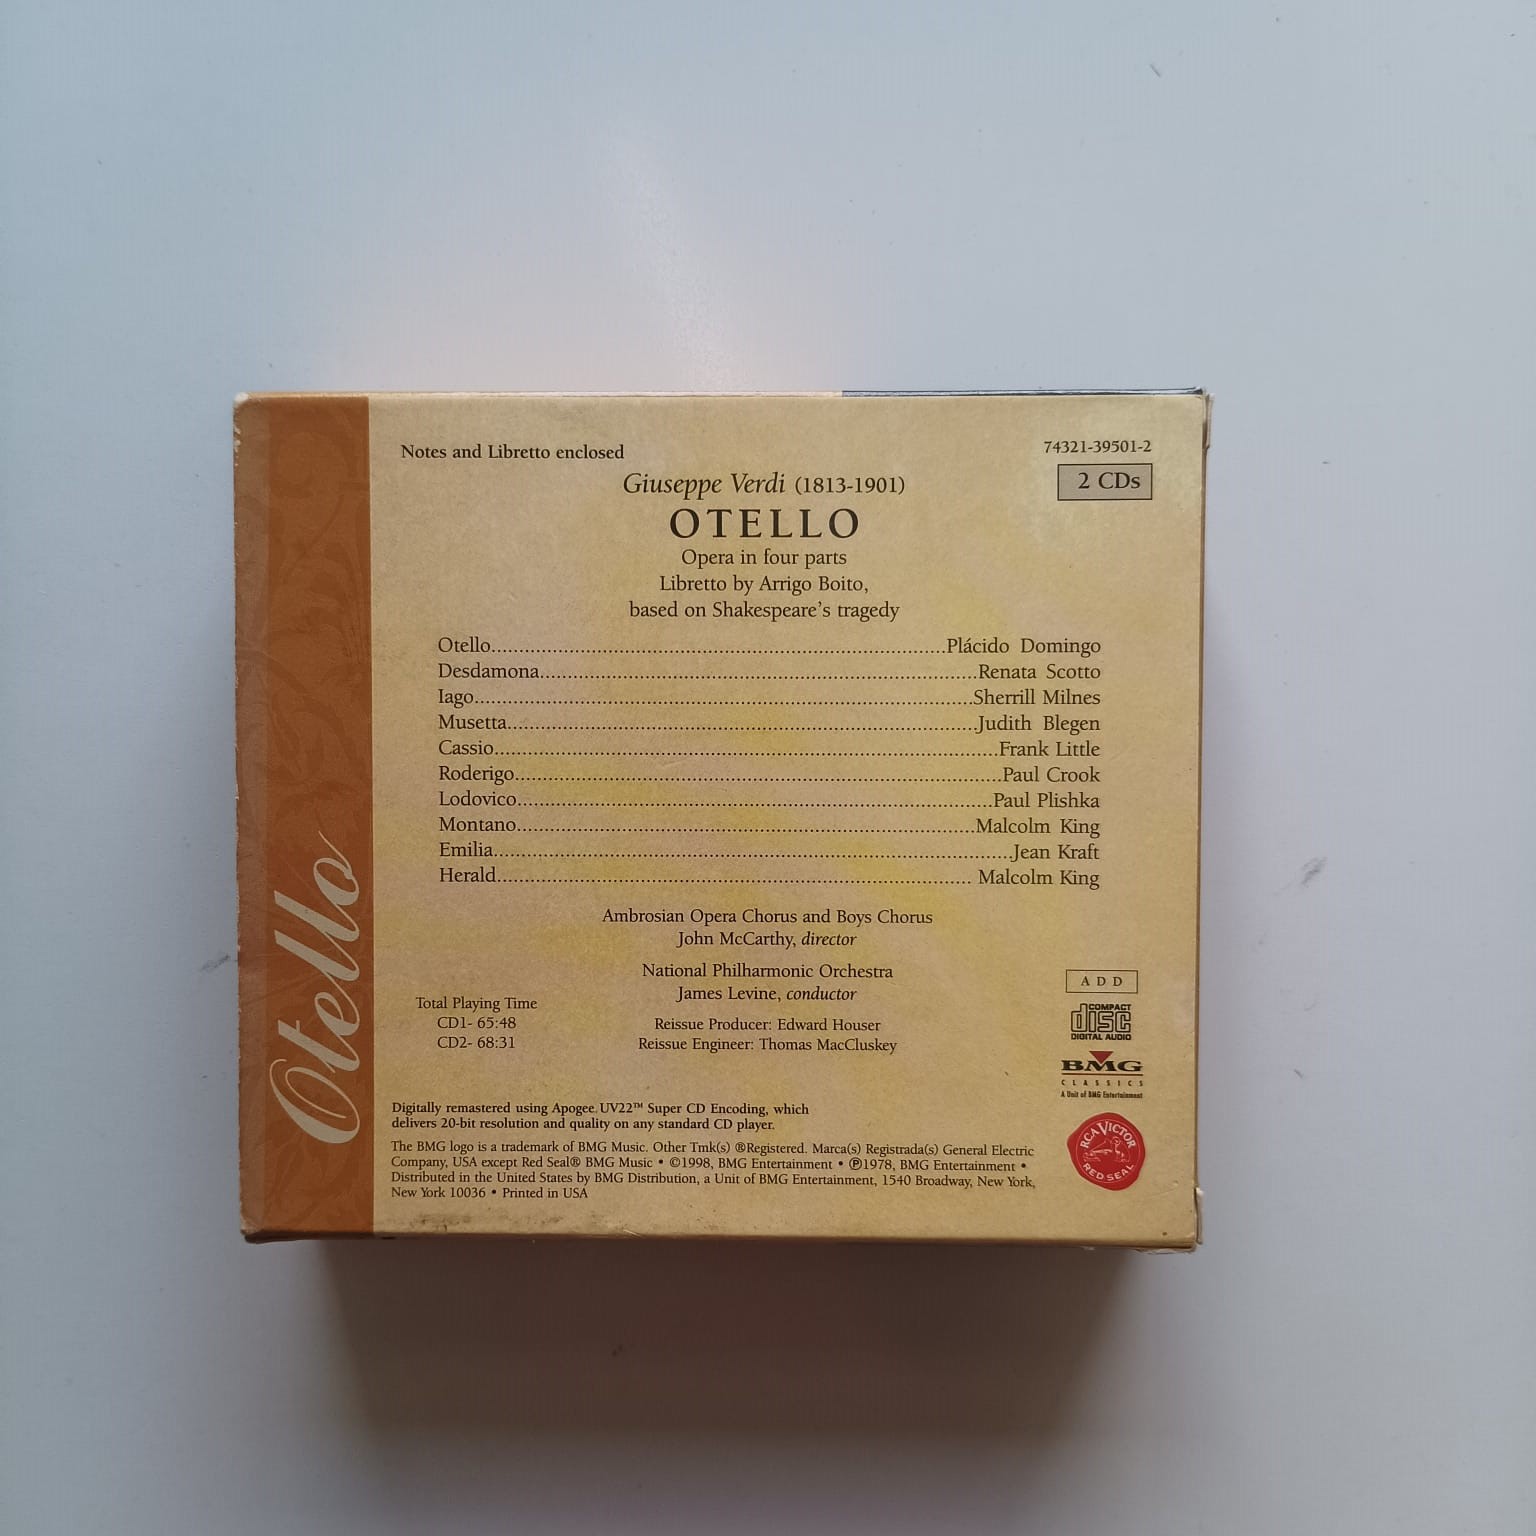 Notes and Libretto enclosed
74321-39501-2
2 CDs
Giuseppe Verdi (1813-1901)
OTELLO
Opera in four parts
Libretto by Arrigo Boito,
based on Shakespeare's tragedy
Otello..........Plácido Domingo
Desdamona..........Renata Scotto
Iago..........Sherrill Milnes
Musetta..........Judith Blegen
Cassio..........Frank Little
Roderigo..........Paul Crook
Lodovico..........Paul Plishka
Montano..........Malcolm King
Emilia..........Jean Kraft
Herald.......... Malcolm King
Ambrosian Opera Chorus and Boys Chorus
John McCarthy, director
National Philharmonic Orchestra
James Levine, conductor
Reissue Producer: Edward Houser
Reissue Engineer: Thomas MacCluskey
Total Playing Time
CD1- 65:48
CD2- 68:31
ADD
COMPACT
disc
DIGITAL AUDIO
BMG
CLASSICS
A Unit of BMG Entertainment
RCA VICTOR
RED SEAL
Digitally remastered using Apogee UV22™ Super CD Encoding, which
delivers 20-bit resolution and quality on any standard CD player.
The BMG logo is a trademark of BMG Music. Other Tmk(s) ®Registered. Marca(s) Registrada(s) General Electric
Company, USA except Red Seal® BMG Music • ©1998, BMG Entertainment • ℗1978, BMG Entertainment •
Distributed in the United States by BMG Distribution, a Unit of BMG Entertainment, 1540 Broadway, New York,
New York 10036 • Printed in USA
Otello